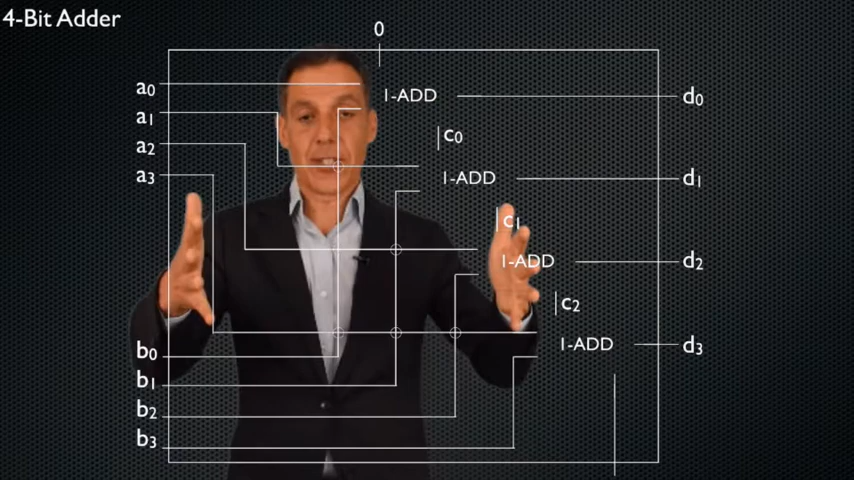 4-Bit Adder
0
a0
1-ADD
d0
a1
c0
a2
a3
1-ADD
d1
c1
1-ADD
d2
c2
b0
1-ADD
d3
b1
b2
b3